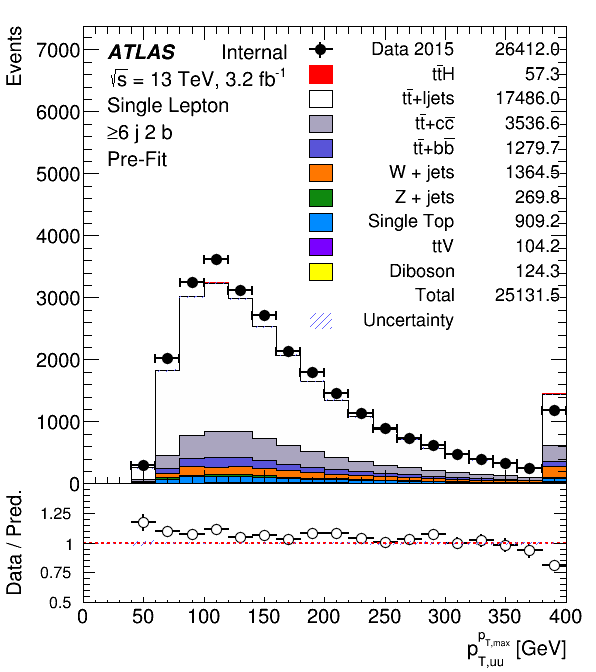 ATLAS Internal
√s = 13 TeV, 3.2 fb⁻¹
Single Lepton
≥6 j 2 b
Pre-Fit
Data 2015 26412.0
tt̄H 57.3
tt̄+ljets 17486.0
tt̄+cc̄ 3536.6
tt̄+bb̄ 1279.7
W + jets 1364.5
Z + jets 269.8
Single Top 909.2
ttV 104.2
Diboson 124.3
Total 25131.5
Uncertainty
Events
7000
6000
5000
4000
3000
2000
1000
0
Data / Pred.
1.25
1
0.75
0.5
0 50 100 150 200 250 300 350 400
p_{T,uu}^{p_{T,max}} [GeV]